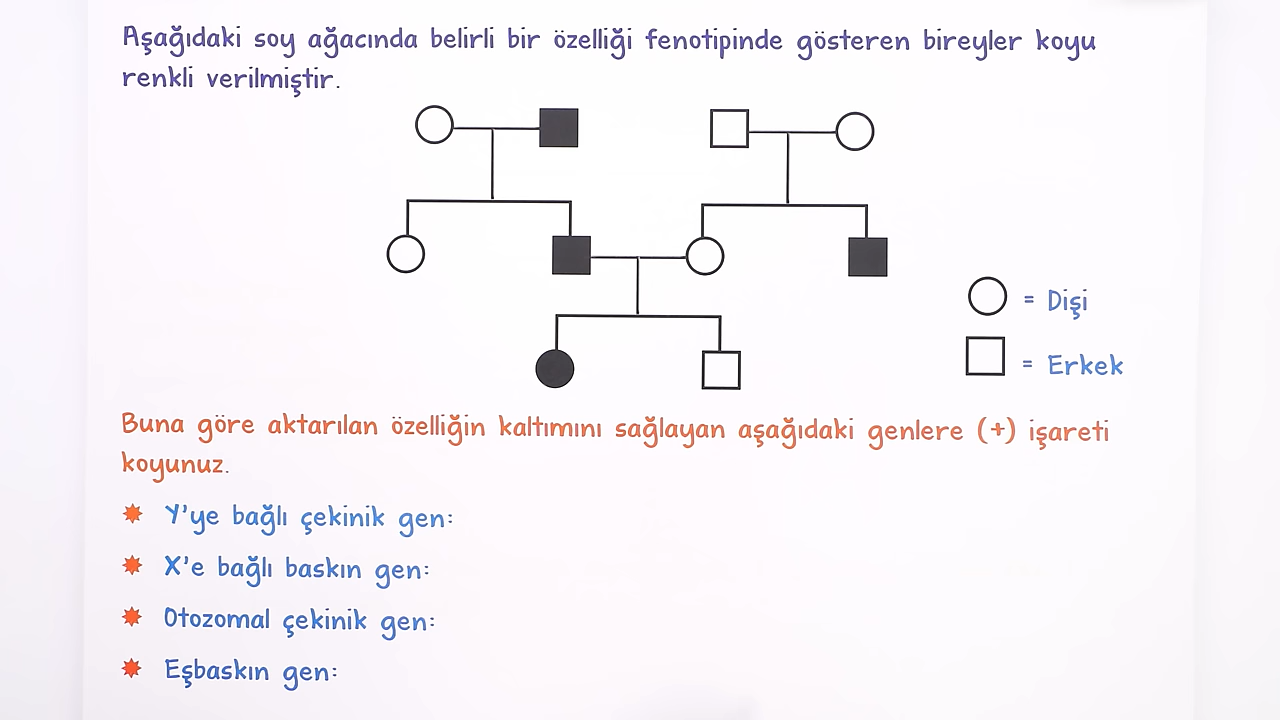 Aşağıdaki soy ağacında belirli bir özelliği fenotipinde gösteren bireyler koyu
renkli verilmiştir.
= Dişi
= Erkek
Buna göre aktarılan özelliğin kaltımını sağlayan aşağıdaki genlere (+) işareti
koyunuz.
Y'ye bağlı çekinik gen:
X'e bağlı baskın gen:
Otozomal çekinik gen:
Eşbaskın gen: